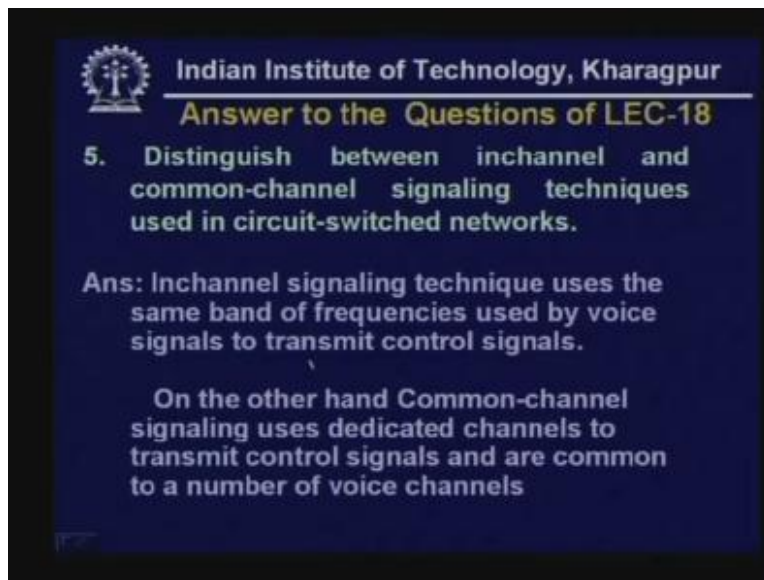 Indian Institute of Technology, Kharagpur
Answer to the Questions of LEC-18
5. Distinguish between inchannel and
common-channel signaling techniques
used in circuit-switched networks.
Ans: Inchannel signaling technique uses the
same band of frequencies used by voice
signals to transmit control signals.
On the other hand Common-channel
signaling uses dedicated channels to
transmit control signals and are common
to a number of voice channels